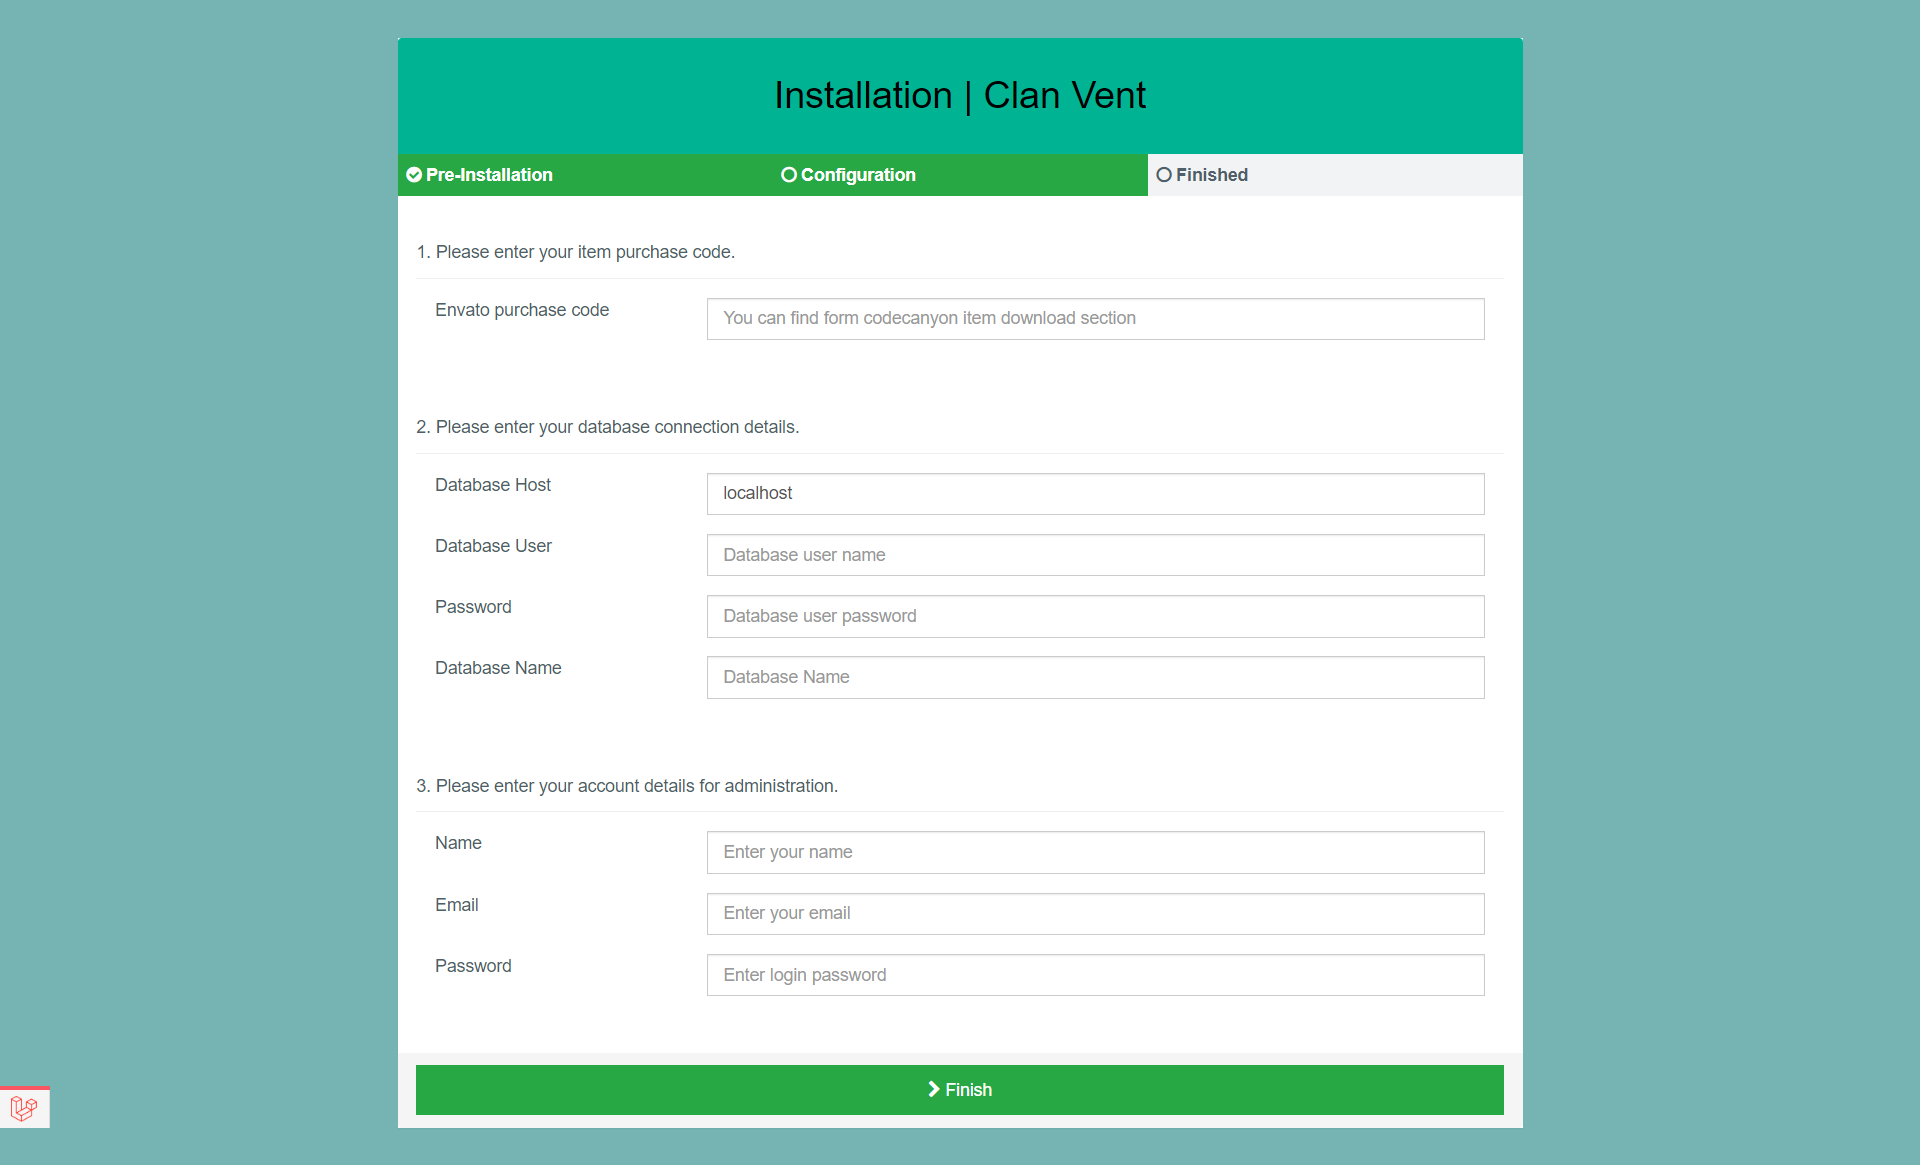 Installation | Clan Vent
Pre-Installation
Configuration
Finished
1. Please enter your item purchase code.
Envato purchase code
You can find form codecanyon item download section
2. Please enter your database connection details.
Database Host
localhost
Database User
Database user name
Password
Database user password
Database Name
Database Name
3. Please enter your account details for administration.
Name
Enter your name
Email
Enter your email
Password
Enter login password
Finish